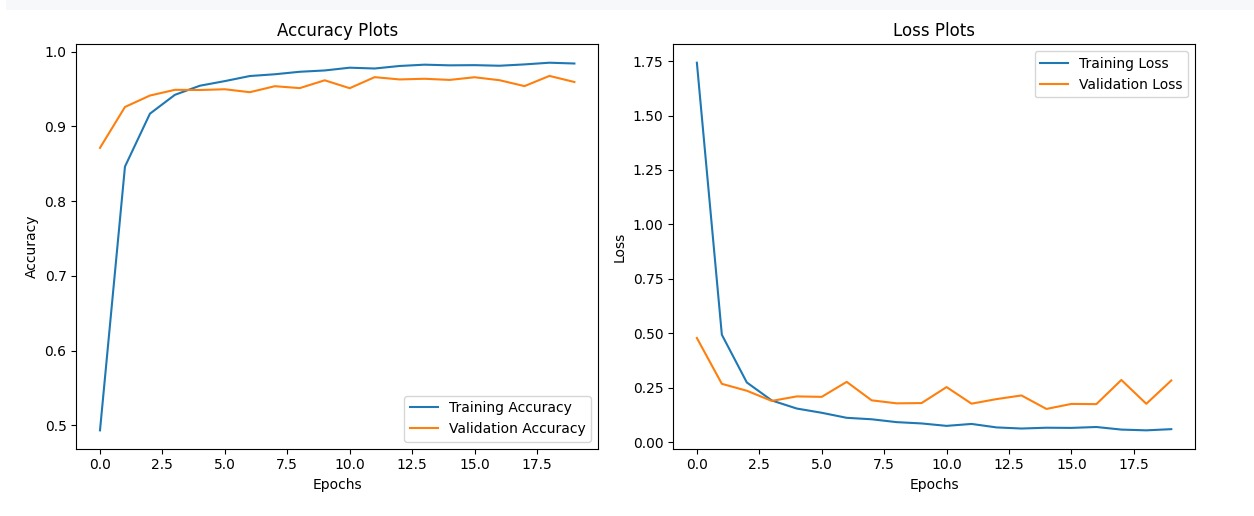 Accuracy Plots
1.0
0.9
0.8
0.7
0.6
0.5
Accuracy
Training Accuracy
Validation Accuracy
0.0 2.5 5.0 7.5 10.0 12.5 15.0 17.5
Epochs
Loss Plots
1.75
1.50
1.25
1.00
0.75
0.50
0.25
0.00
Loss
Training Loss
Validation Loss
0.0 2.5 5.0 7.5 10.0 12.5 15.0 17.5
Epochs